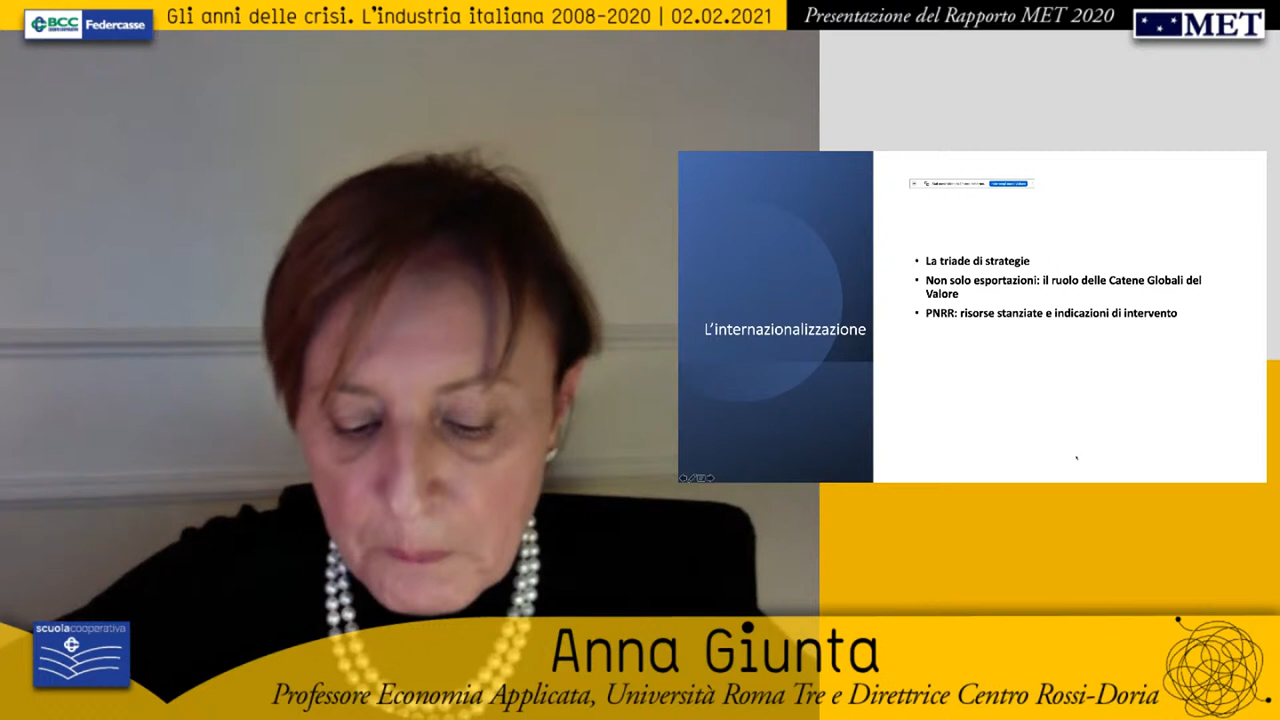 Gli anni delle crisi. L'industria italiana 2008-2020 | 02.02.2021
Presentazione del Rapporto MET 2020
BCC
Federcasse
MET
L'internazionalizzazione
• La triade di strategie
• Non solo esportazioni: il ruolo delle Catene Globali del
Valore
• PNRR: risorse stanziate e indicazioni di intervento
scuolacooperativa
Anna Giunta
Professore Economia Applicata, Università Roma Tre e Direttrice Centro Rossi-Doria